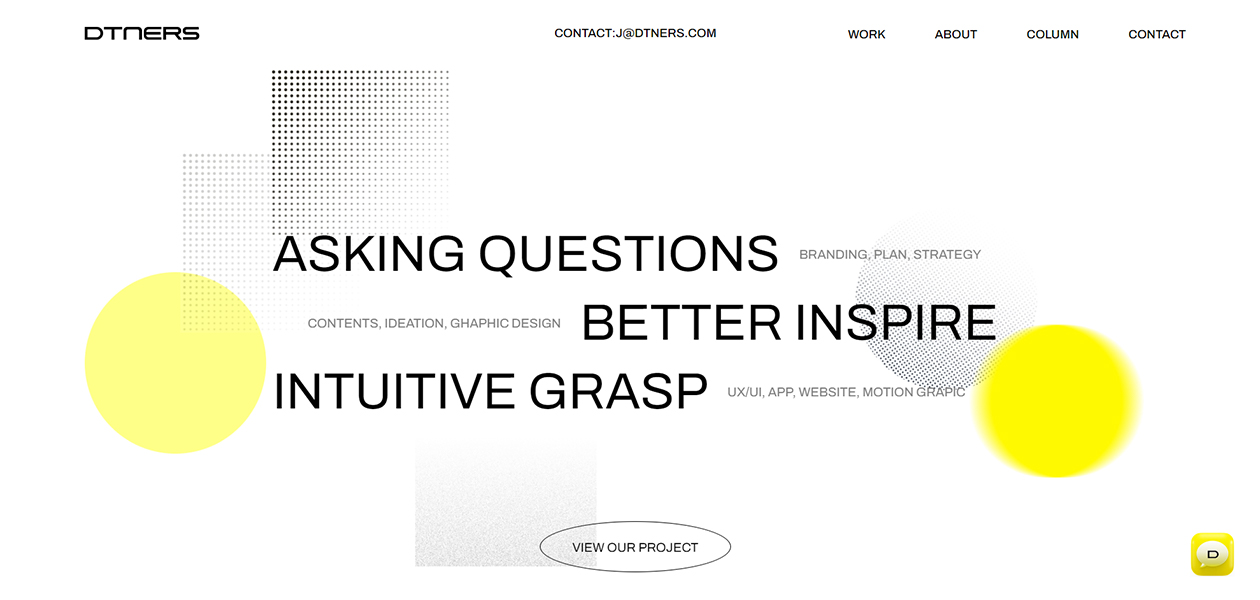 DTNERS
CONTACT:J@DTNERS.COM
WORK ABOUT COLUMN CONTACT
ASKING QUESTIONS BRANDING, PLAN, STRATEGY
CONTENTS, IDEATION, GHAPHIC DESIGN BETTER INSPIRE
INTUITIVE GRASP UX/UI, APP, WEBSITE, MOTION GRAPIC
VIEW OUR PROJECT
D